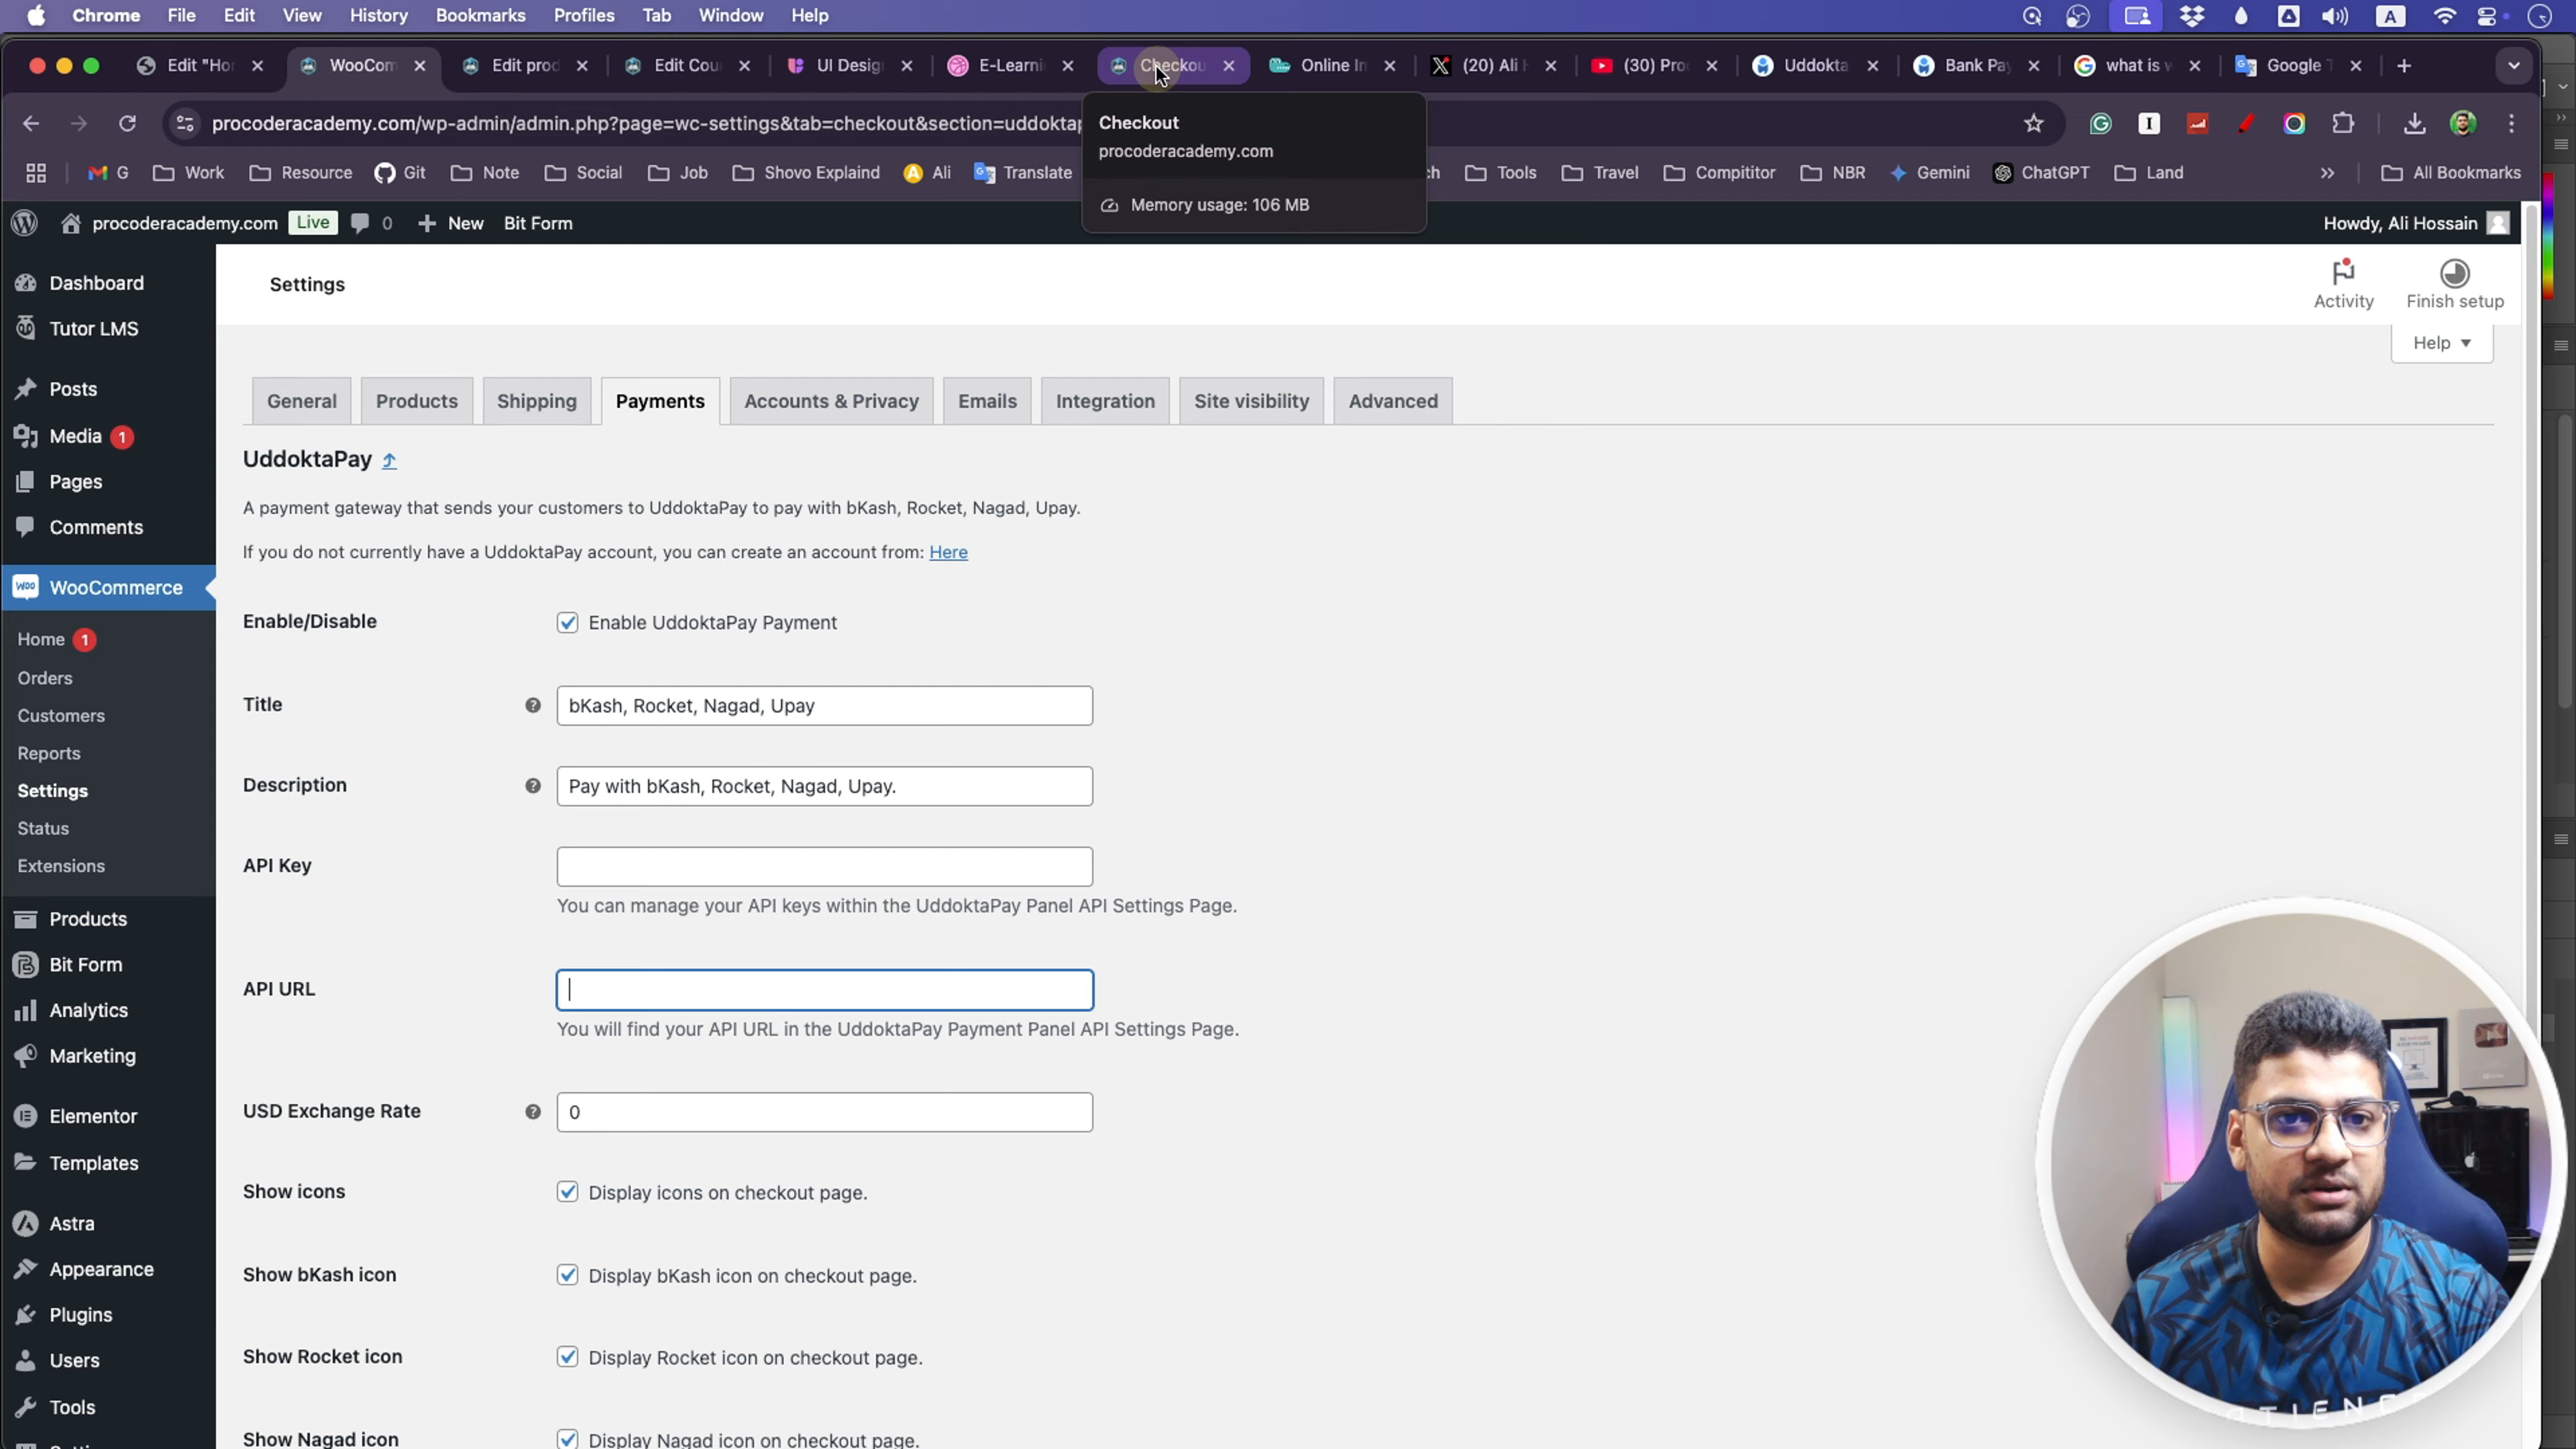 Chrome File Edit View History Bookmarks Profiles Tab Window Help
Edit "Ho WooCom Edit prod Edit Cou UI Desig E-Learni Checkou Online In (20) Ali (30) Pro Uddokta Bank Pay what is Google
procoderacademy.com/wp-admin/admin.php?page=wc-settings&tab=checkout&section=uddoktap
G Work Resource Git Note Social Job Shovo Explaind Ali Translate ch Tools Travel Compititor NBR Gemini ChatGPT Land All Bookmarks
Checkout
procoderacademy.com
Memory usage: 106 MB
procoderacademy.com Live 0 New Bit Form Howdy, Ali Hossain
Dashboard
Tutor LMS
Posts
Media 1
Pages
Comments
WooCommerce
Home 1
Orders
Customers
Reports
Settings
Status
Extensions
Products
Bit Form
Analytics
Marketing
Elementor
Templates
Astra
Appearance
Plugins
Users
Tools
Settings
Activity Finish setup
Help
General Products Shipping Payments Accounts & Privacy Emails Integration Site visibility Advanced
UddoktaPay
A payment gateway that sends your customers to UddoktaPay to pay with bKash, Rocket, Nagad, Upay.
If you do not currently have a UddoktaPay account, you can create an account from: Here
Enable/Disable Enable UddoktaPay Payment
Title bKash, Rocket, Nagad, Upay
Description Pay with bKash, Rocket, Nagad, Upay.
API Key
You can manage your API keys within the UddoktaPay Panel API Settings Page.
API URL
You will find your API URL in the UddoktaPay Payment Panel API Settings Page.
USD Exchange Rate 0
Show icons Display icons on checkout page.
Show bKash icon Display bKash icon on checkout page.
Show Rocket icon Display Rocket icon on checkout page.
Show Nagad icon Display Nagad icon on checkout page.